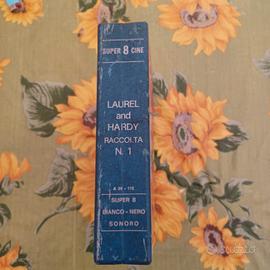 SUPER 8 CINE
LAUREL
and
HARDY
RACCOLTA
N. 1
SUPER 8
BIANCO - NERO
SONORO